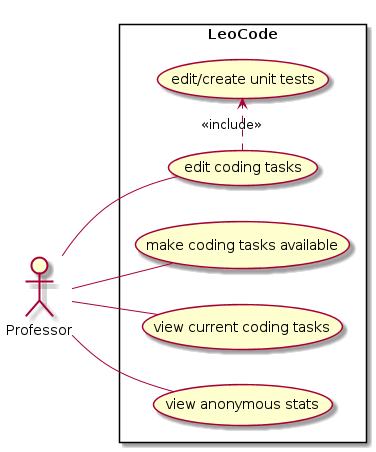 LeoCode
edit/create unit tests
«include»
edit coding tasks
make coding tasks available
view current coding tasks
Professor
view anonymous stats